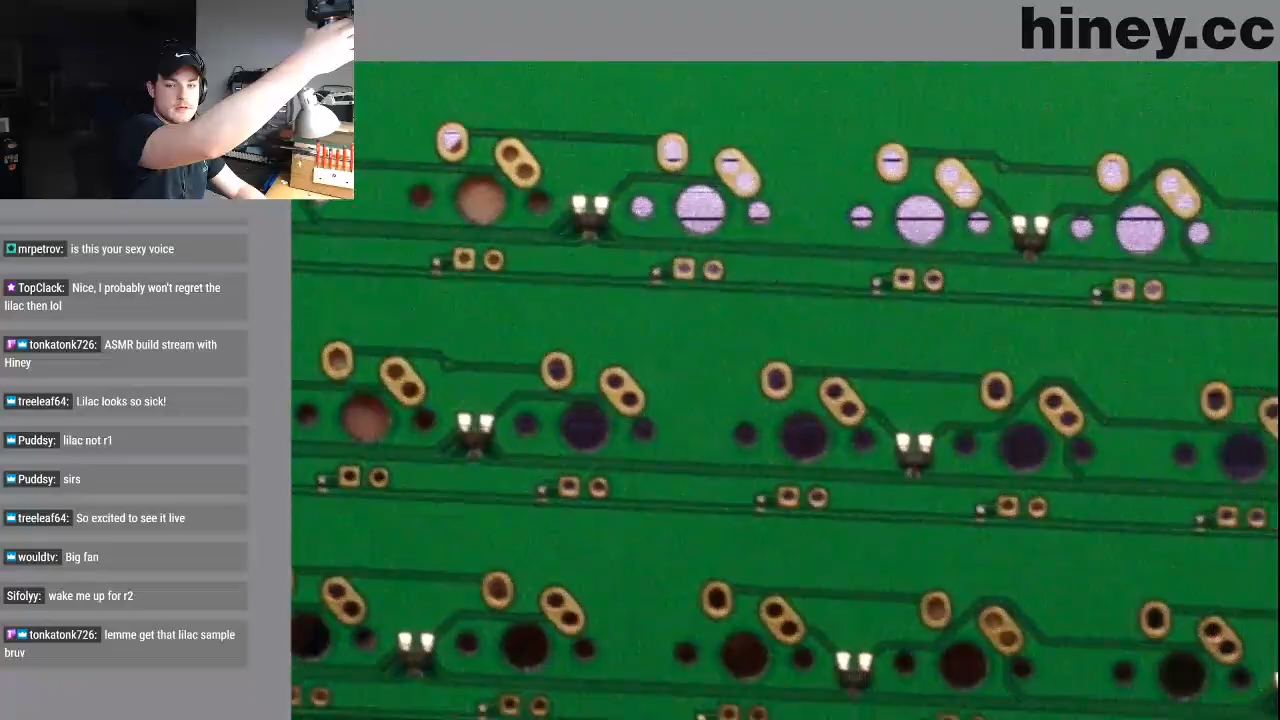 hiney.cc
mrpetrov: is this your sexy voice
TopClack: Nice, I probably won't regret the
lilac then lol
tonkatonk726: ASMR build stream with
Hiney
treeleaf64: Lilac looks so sick!
Puddsy: lilac not r1
Puddsy: sirs
treeleaf64: So excited to see it live
wouldtv: Big fan
Sifolyy: wake me up for r2
tonkatonk726: lemme get that lilac sample
bruv